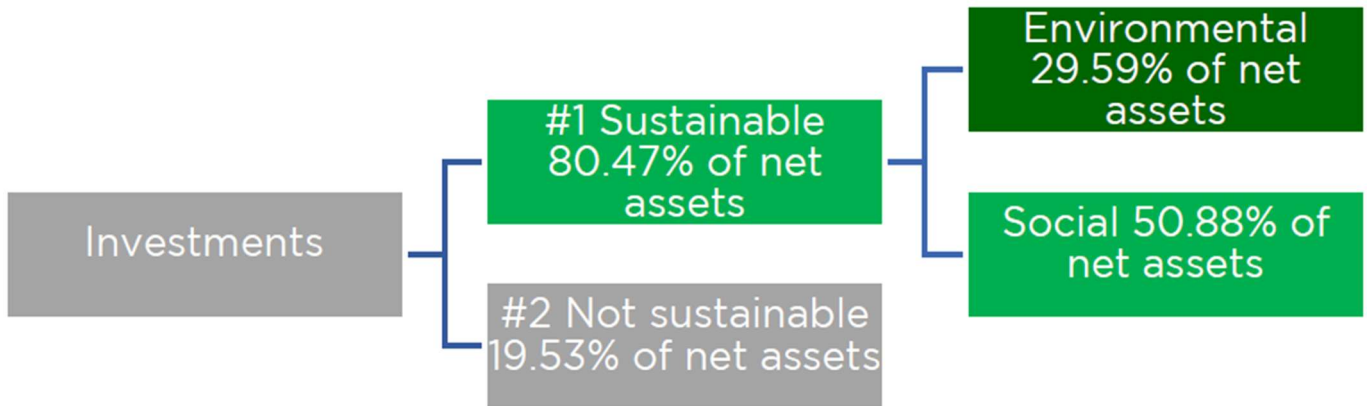 Investments
#1 Sustainable
80.47% of net
assets
#2 Not sustainable
19.53% of net assets
Environmental
29.59% of net
assets
Social 50.88% of
net assets